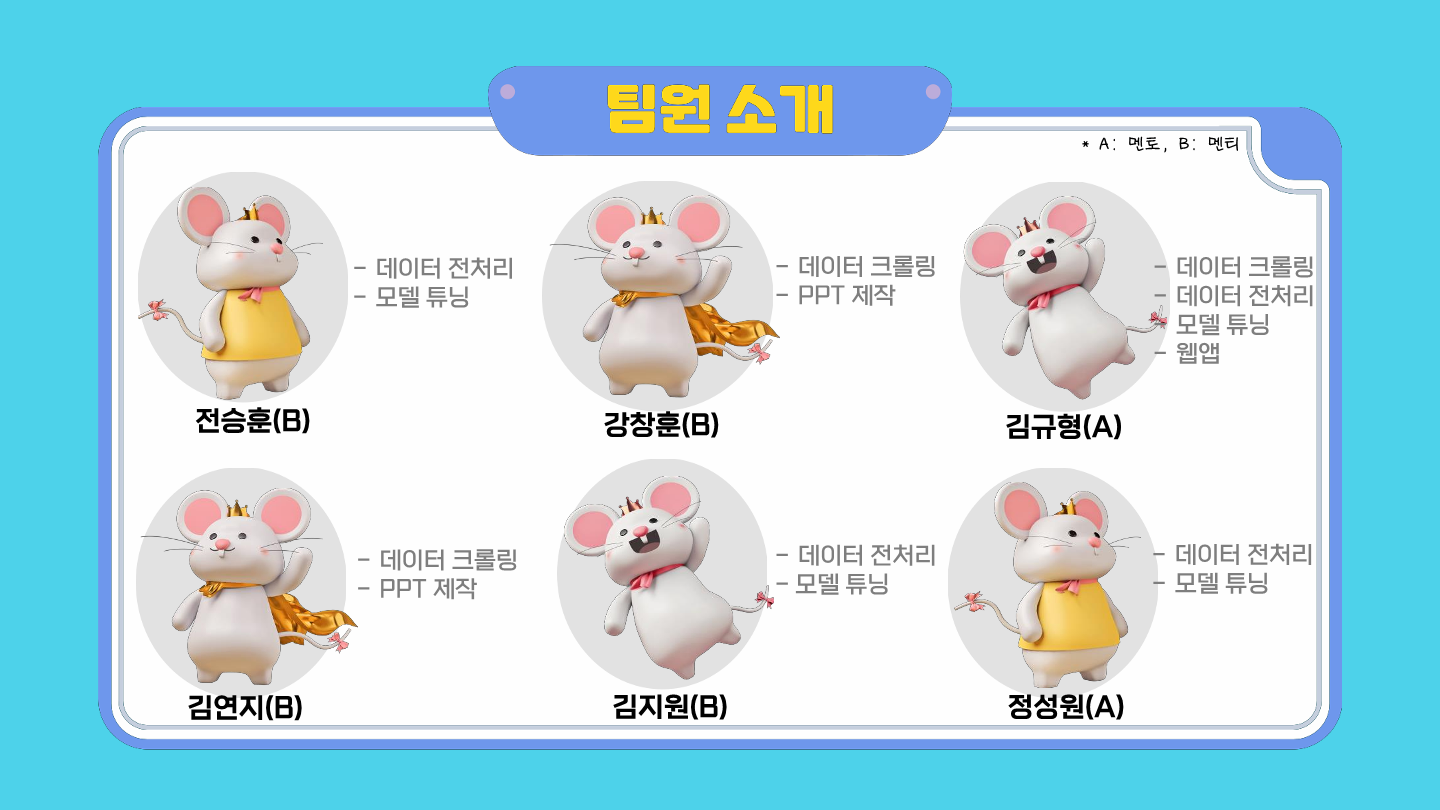 팀원 소개
* A: 멘토, B: 멘티
- 데이터 전처리
- 모델 튜닝
전승훈(B)
- 데이터 크롤링
- PPT 제작
강창훈(B)
- 데이터 크롤링
- 데이터 전처리
모델 튜닝
- 웹앱
김규형(A)
- 데이터 크롤링
- PPT 제작
김연지(B)
- 데이터 전처리
- 모델 튜닝
김지원(B)
- 데이터 전처리
- 모델 튜닝
정성원(A)